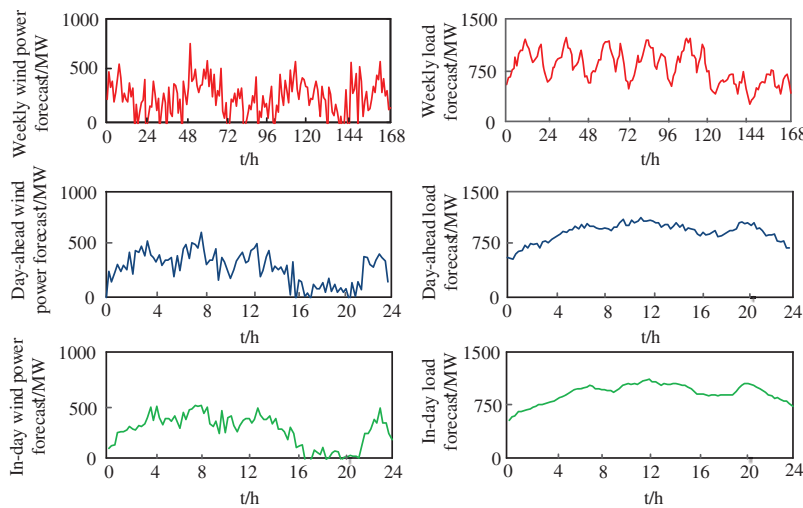 Weekly wind power
forecast/MW
1000
500
0
0 24 48 72 96 120 144 168
t/h
Weekly load
forecast/MW
1500
750
0
0 24 48 72 96 120 144 168
t/h
Day-ahead wind
power forecast/MW
1000
500
0
0 4 8 12 16 20 24
t/h
Day-ahead load
forecast/MW
1500
750
0
0 4 8 12 16 20 24
t/h
In-day wind power
forecast/MW
1000
500
0
0 4 8 12 16 20 24
t/h
In-day load
forecast/MW
1500
750
0
0 4 8 12 16 20 24
t/h